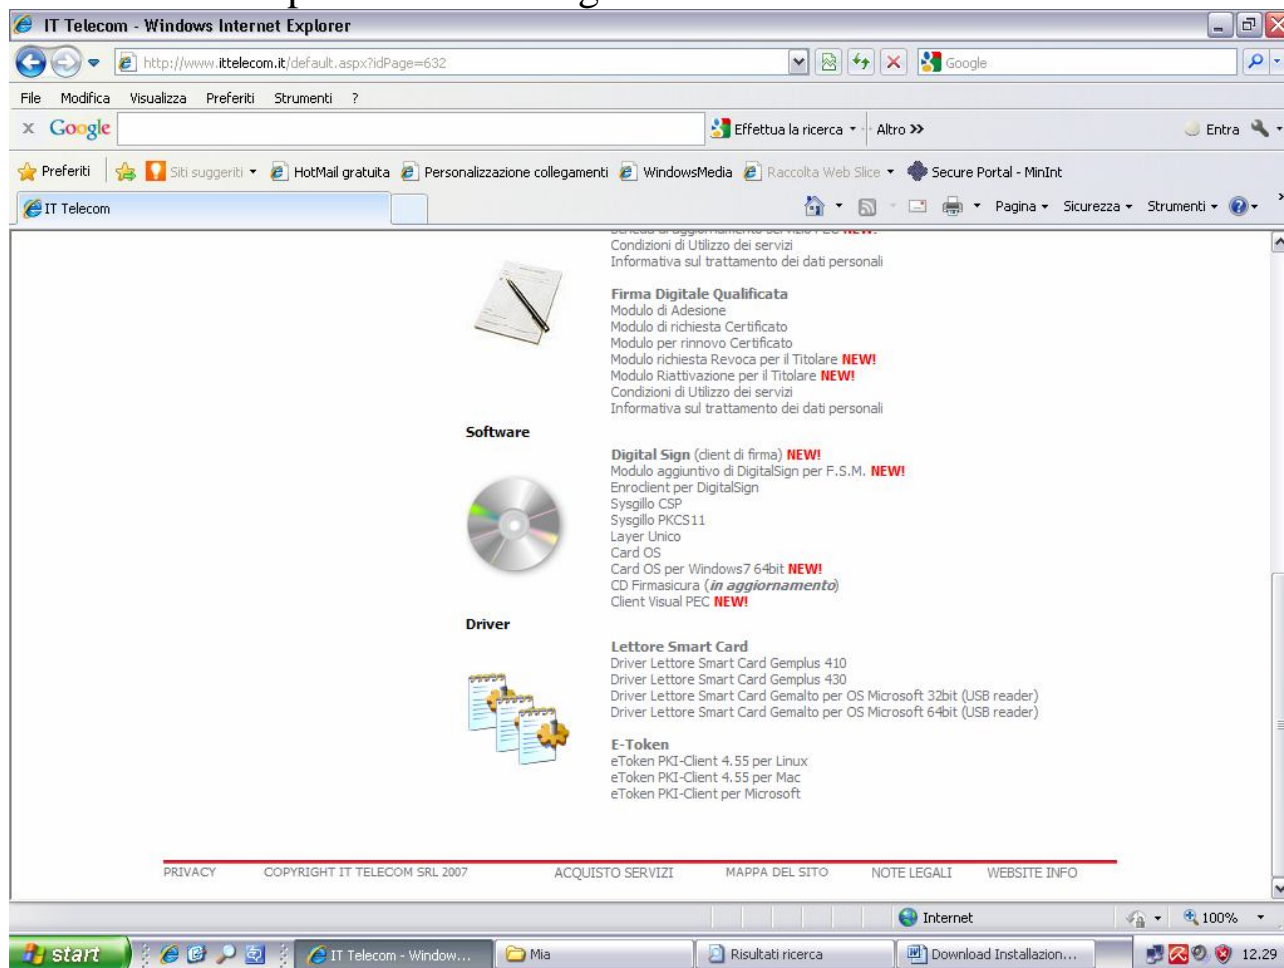 IT Telecom - Windows Internet Explorer
http://www.ittelecom.it/default.aspx?idPage=632
Google
File Modifica Visualizza Preferiti Strumenti ?
x Google Effettua la ricerca Altro >> Entra
Preferiti Siti suggeriti HotMail gratuita Personalizzazione collegamenti WindowsMedia Raccolta Web Slice Secure Portal - MinInt
IT Telecom Pagina Sicurezza Strumenti
Condizioni di Utilizzo dei servizi
Informativa sul trattamento dei dati personali
Firma Digitale Qualificata
Modulo di Adesione
Modulo di richiesta Certificato
Modulo per rinnovo Certificato
Modulo richiesta Revoca per il Titolare NEW!
Modulo Riattivazione per il Titolare NEW!
Condizioni di Utilizzo dei servizi
Informativa sul trattamento dei dati personali
Software
Digital Sign (client di firma) NEW!
Modulo aggiuntivo di DigitalSign per F.S.M. NEW!
Enroclient per DigitalSign
Sysgillo CSP
Sysgillo PKCS11
Layer Unico
Card OS
Card OS per Windows7 64bit NEW!
CD Firmasicura (in aggiornamento)
Client Visual PEC NEW!
Driver
Lettore Smart Card
Driver Lettore Smart Card Gemplus 410
Driver Lettore Smart Card Gemplus 430
Driver Lettore Smart Card Gemalto per OS Microsoft 32bit (USB reader)
Driver Lettore Smart Card Gemalto per OS Microsoft 64bit (USB reader)
E-Token
eToken PKI-Client 4.55 per Linux
eToken PKI-Client 4.55 per Mac
eToken PKI-Client per Microsoft
PRIVACY COPYRIGHT IT TELECOM SRL 2007 ACQUISTO SERVIZI MAPPA DEL SITO NOTE LEGALI WEBSITE INFO
Internet 100%
start IT Telecom - Window... Mia Risultati ricerca Download Installazion... 12.29